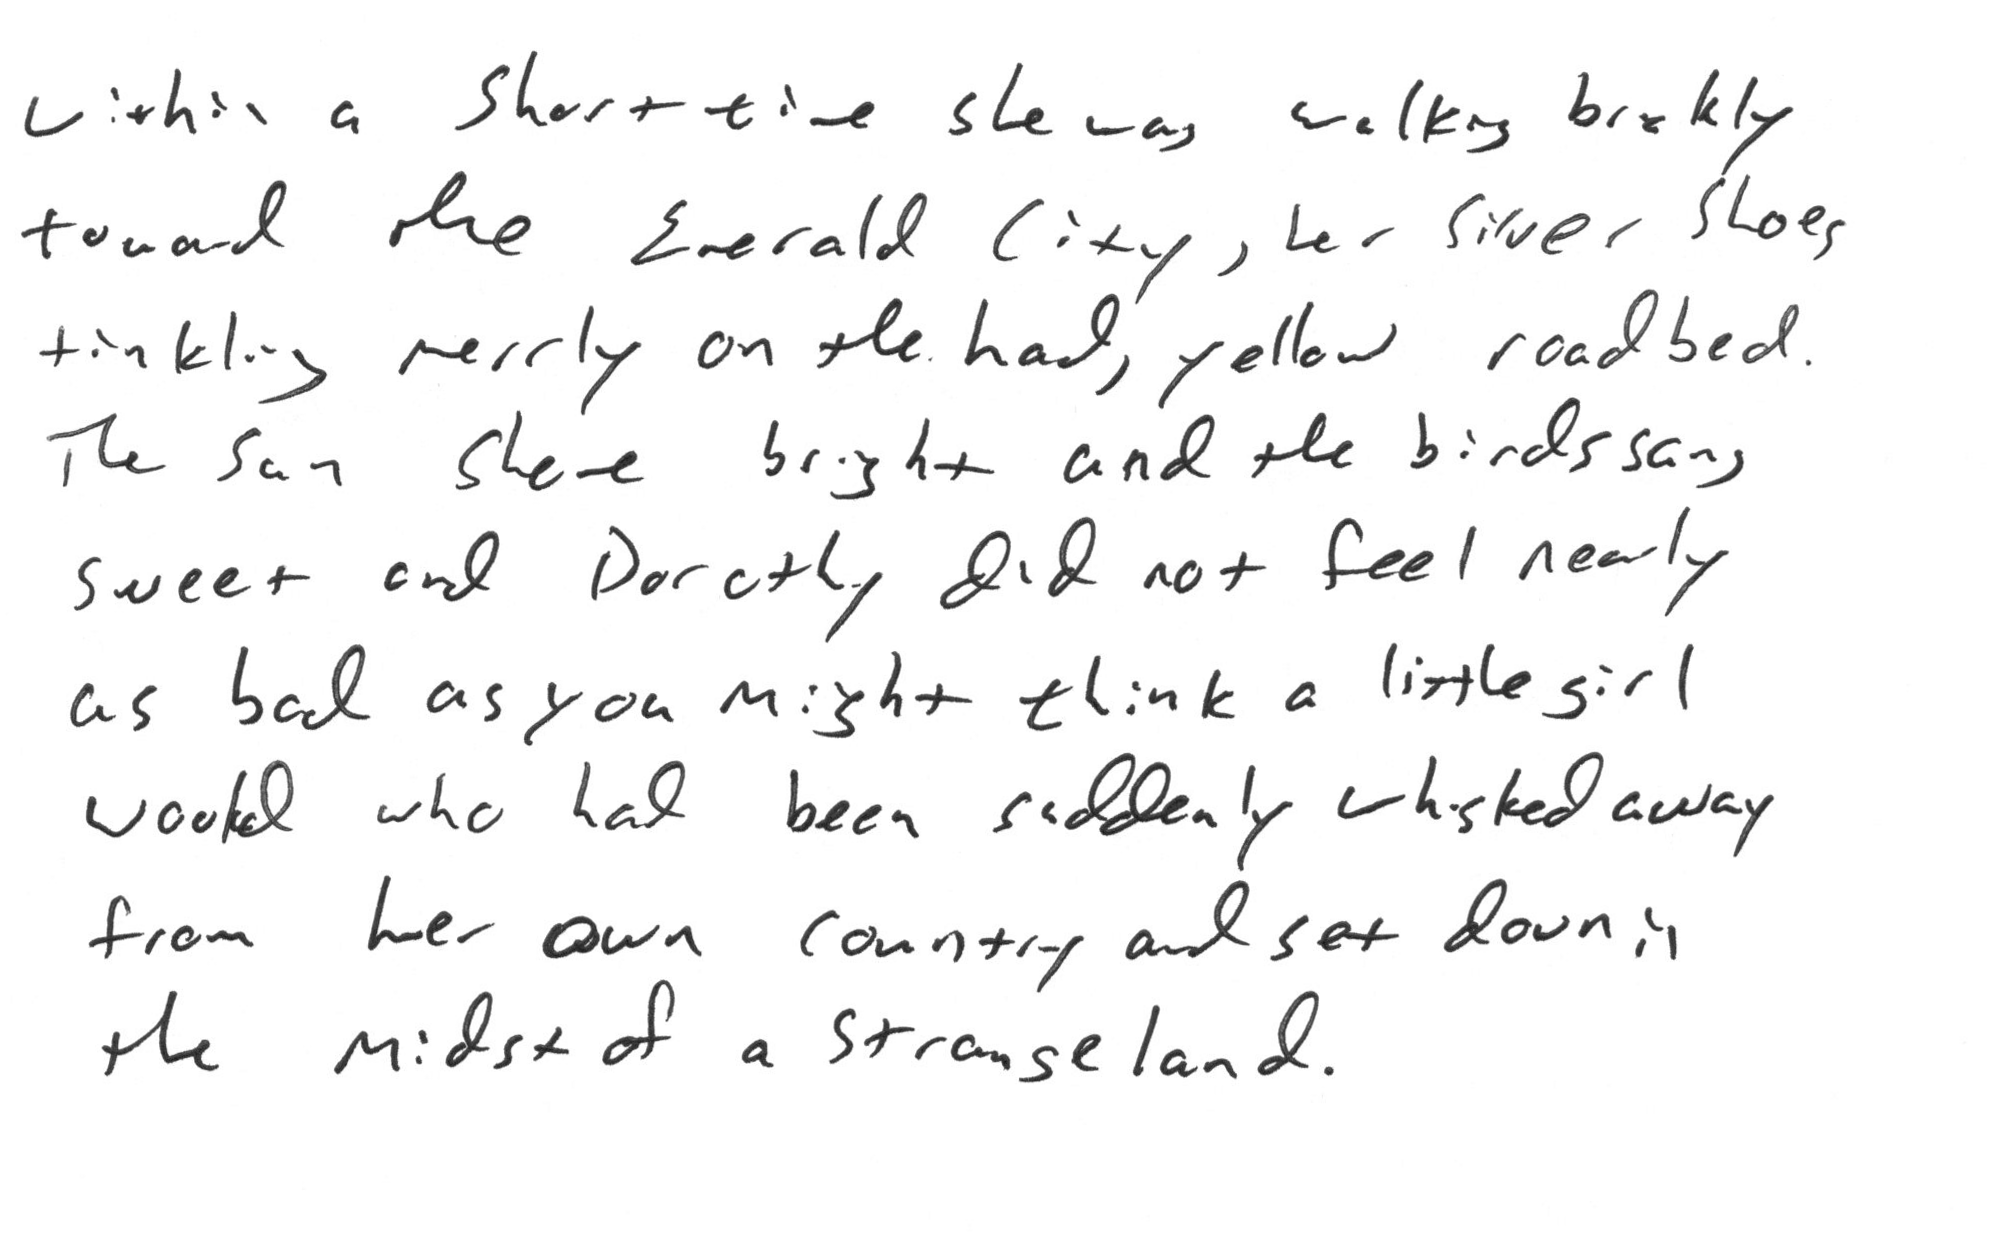 Within a short time she was walking briskly
toward the Emerald City, her silver shoes
tinkling merrily on the hard, yellow roadbed.
The sun shone bright and the birds sang
sweet and Dorothy did not feel nearly
as bad as you might think a little girl
would who had been suddenly whisked away
from her own country and set down in
the midst of a strange land.